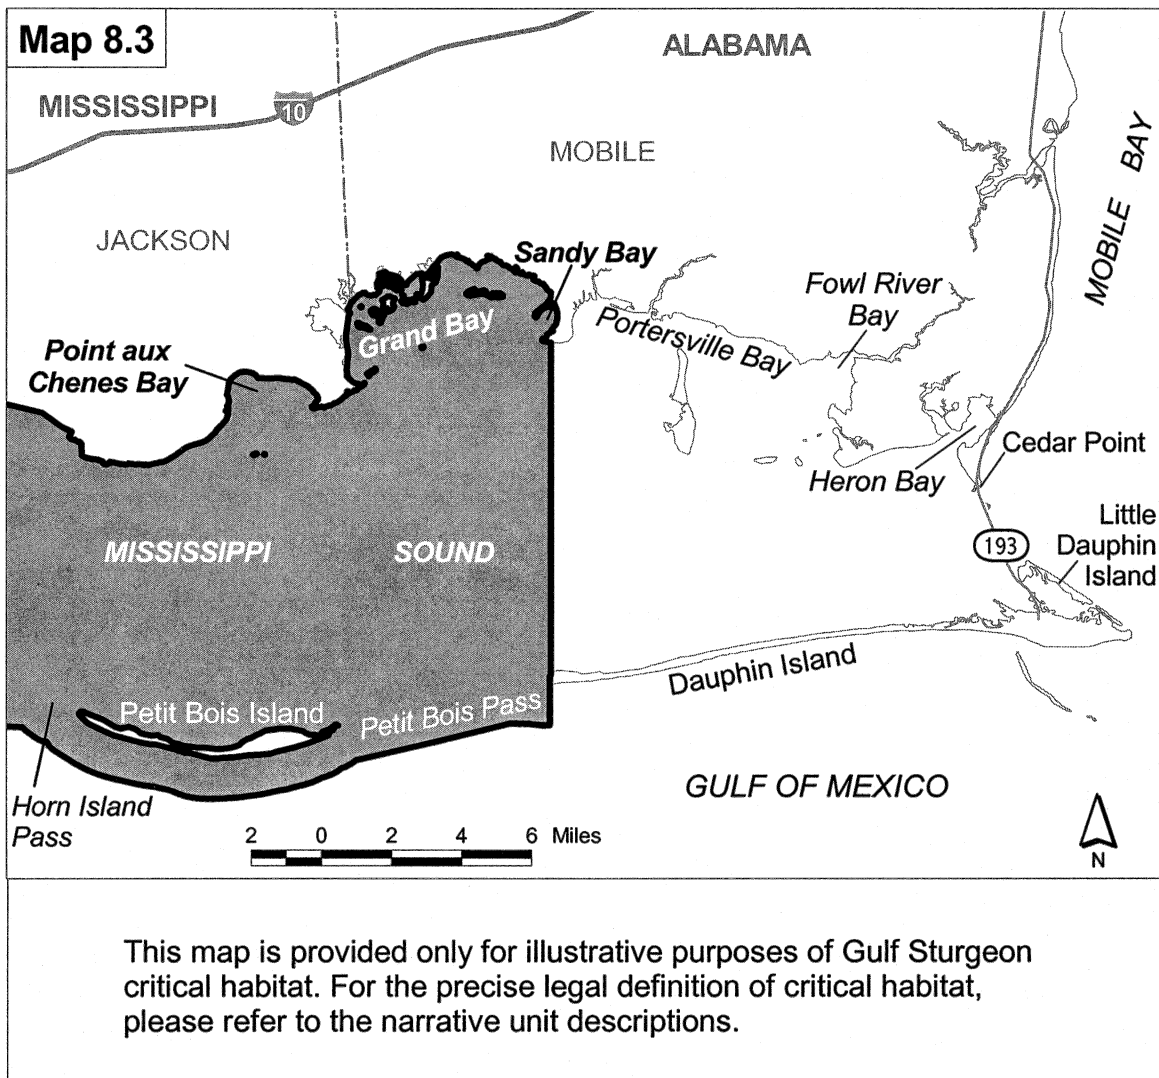 Map 8.3
ALABAMA
MISSISSIPPI
10
MOBILE
MOBILE BAY
JACKSON
Sandy Bay
Fowl River
Bay
Grand Bay
Portersville Bay
Point aux
Chenes Bay
Cedar Point
Heron Bay
Little
Dauphin
Island
193
MISSISSIPPI SOUND
Dauphin Island
Petit Bois Island
Petit Bois Pass
GULF OF MEXICO
Horn Island
Pass
2 0 2 4 6 Miles
N
This map is provided only for illustrative purposes of Gulf Sturgeon
critical habitat. For the precise legal definition of critical habitat,
please refer to the narrative unit descriptions.